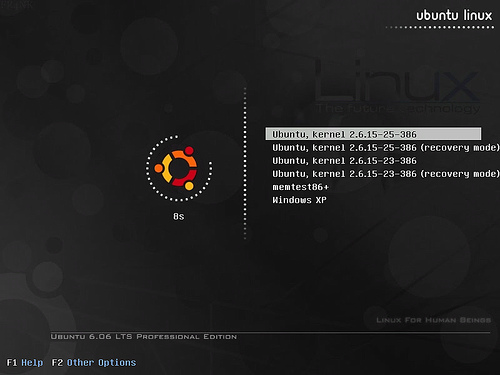 ubuntu linux
Linux
The future technology
Ubuntu, kernel 2.6.15-25-386
Ubuntu, kernel 2.6.15-25-386 (recovery mode)
Ubuntu, kernel 2.6.15-23-386
Ubuntu, kernel 2.6.15-23-386 (recovery mode)
memtest86+
Windows XP
8s
Linux For Human Beings
Ubuntu 6.06 LTS Professional Edition
F1 Help F2 Other Options